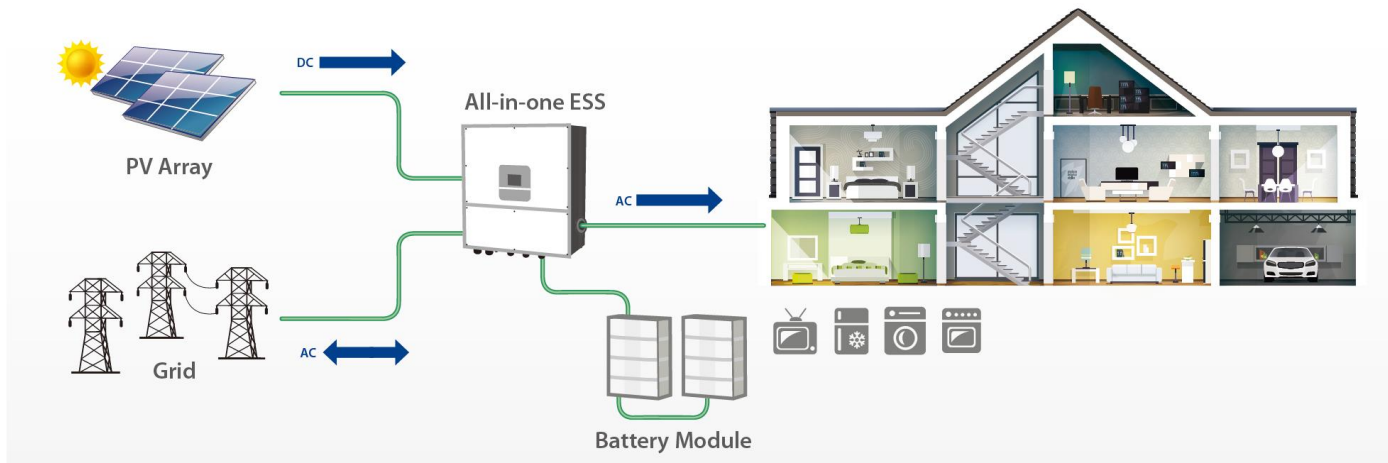 DC
All-in-one ESS
PV Array
AC
AC
Grid
Battery Module